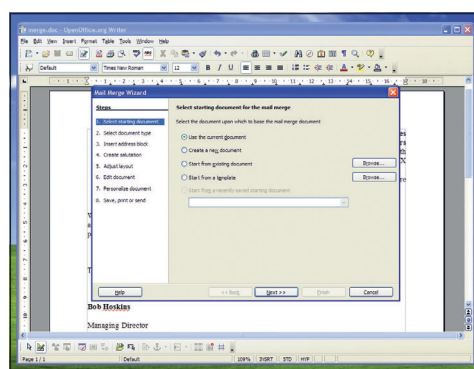 merge.doc - OpenOffice.org Writer
File Edit View Insert Format Table Tools Window Help
Default Times New Roman 12 B I U
Mail Merge Wizard
Steps
1. Select starting document
2. Select document type
3. Insert address block
4. Create salutation
5. Adjust layout
6. Edit document
7. Personalize document
8. Save, print or send
Select starting document for the mail merge
Select the document upon which to base the mail merge document
Use the current document
Create a new document
Start from existing document Browse...
Start from a template Browse...
Start from a recently saved starting document
Help << Back Next >> Finish Cancel
Bob Hoskins
Managing Director
Page 1 / 1 Default 109% INSRT STD HYP